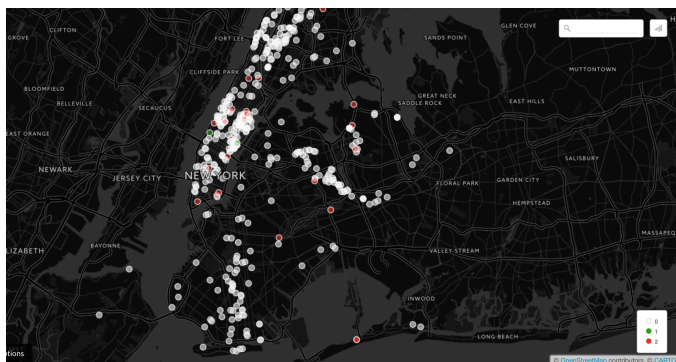 GLEN COVE
CLIFTON
GROVE
FORT LEE
SANDS POINT
H
CLIFFSIDE PARK
MUTTONTOWN
BLOOMFIELD
GREAT NECK
BELLEVILLE
SECAUCUS
SADDLE ROCK
EAST HILLS
EAST ORANGE
SALISBURY
NEWARK
JERSEY CITY
NEW YORK
FLORAL PARK
GARDEN CITY
HEMPSTEAD
MASSAPEQ
BAYONNE
LIZABETH
VALLEY STREAM
INWOOD
LONG BEACH
0
1
2
tions
© OpenStreetMap contributors, © CARTO